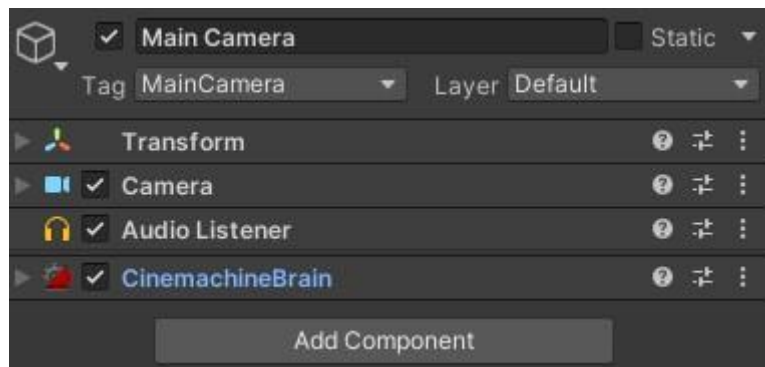 Main Camera Static
Tag MainCamera Layer Default
Transform
Camera
Audio Listener
CinemachineBrain
Add Component